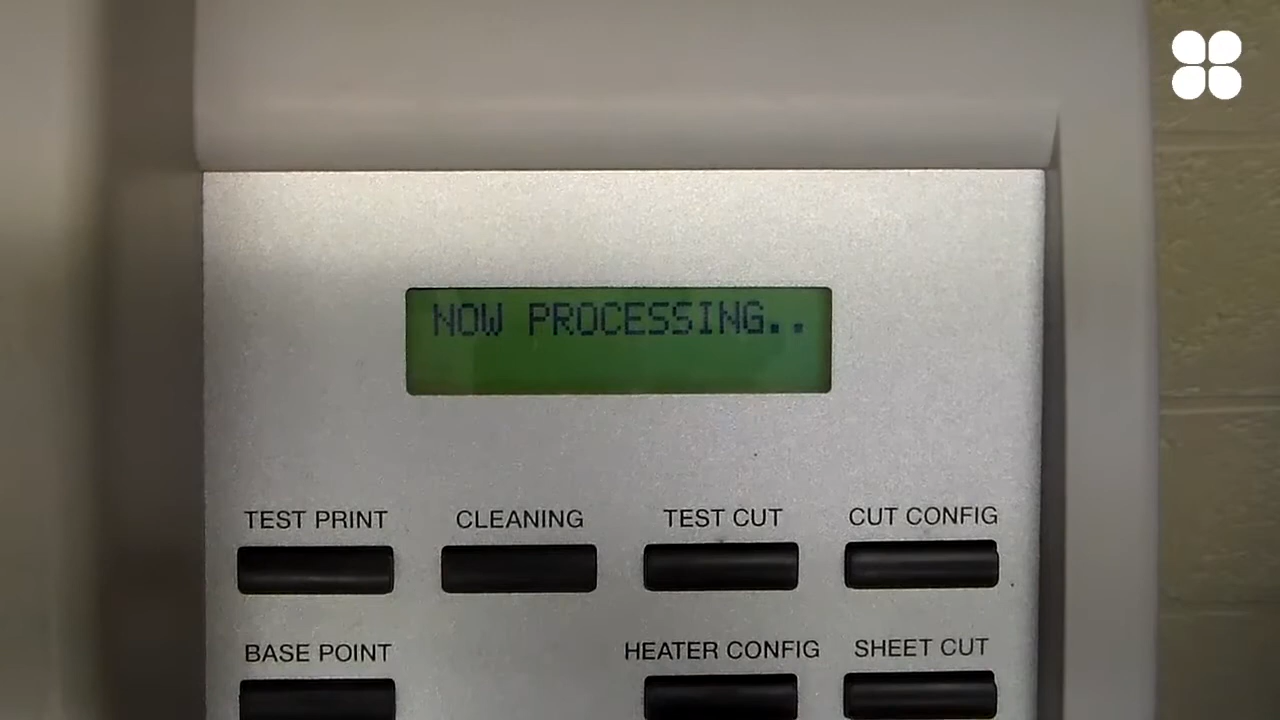 NOW PROCESSING..
TEST PRINT
CLEANING
TEST CUT
CUT CONFIG
BASE POINT
HEATER CONFIG
SHEET CUT